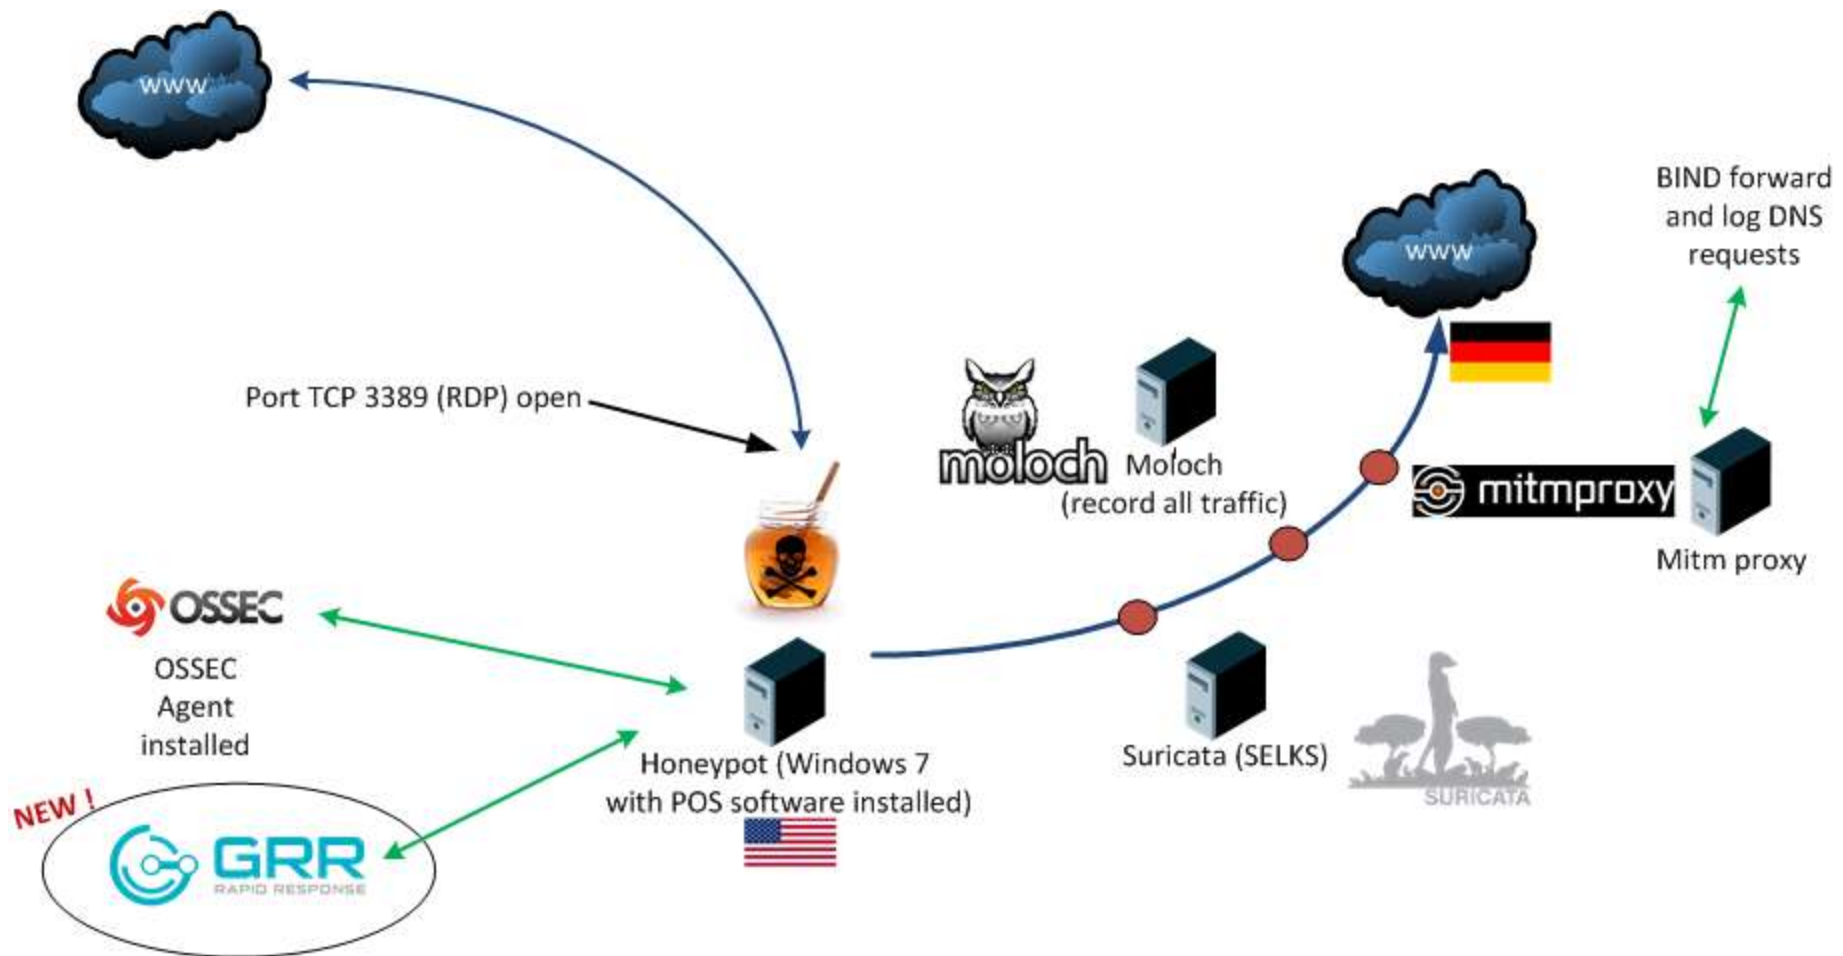 www
Port TCP 3389 (RDP) open
www
BIND forward
and log DNS
requests
moloch
Moloch
(record all traffic)
mitmproxy
Mitm proxy
OSSEC
OSSEC
Agent
installed
Honeypot (Windows 7
with POS software installed)
Suricata (SELKS)
SURICATA
NEW !
GRR
RAPID RESPONSE